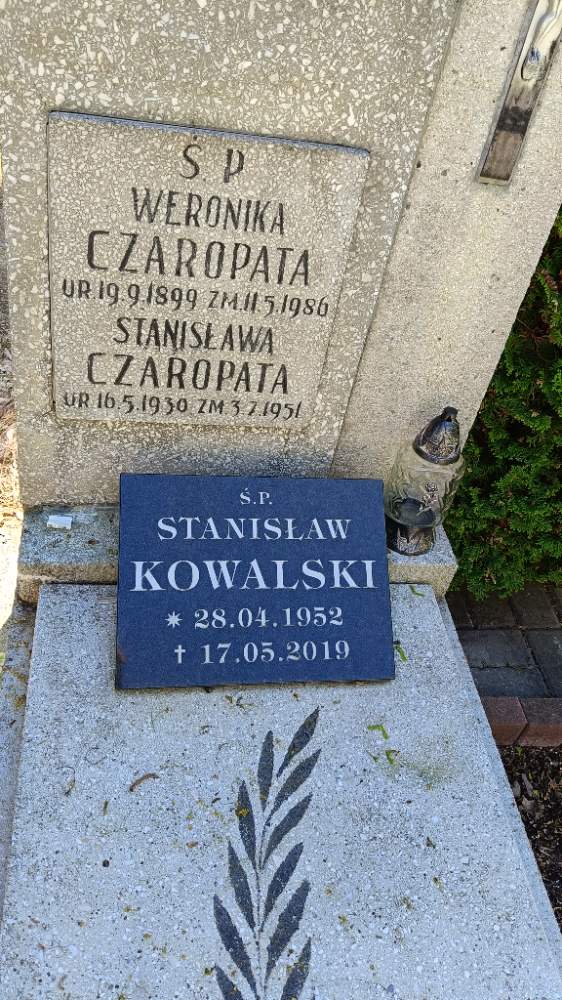 Ś P
WERONIKA
CZAROPATA
UR.19.9.1899 ZM.11.5.1986
STANISŁAWA
CZAROPATA
UR 16.5.1930 ZM 3.7.1951
Ś.P.
STANISŁAW
KOWALSKI
* 28.04.1952
† 17.05.2019